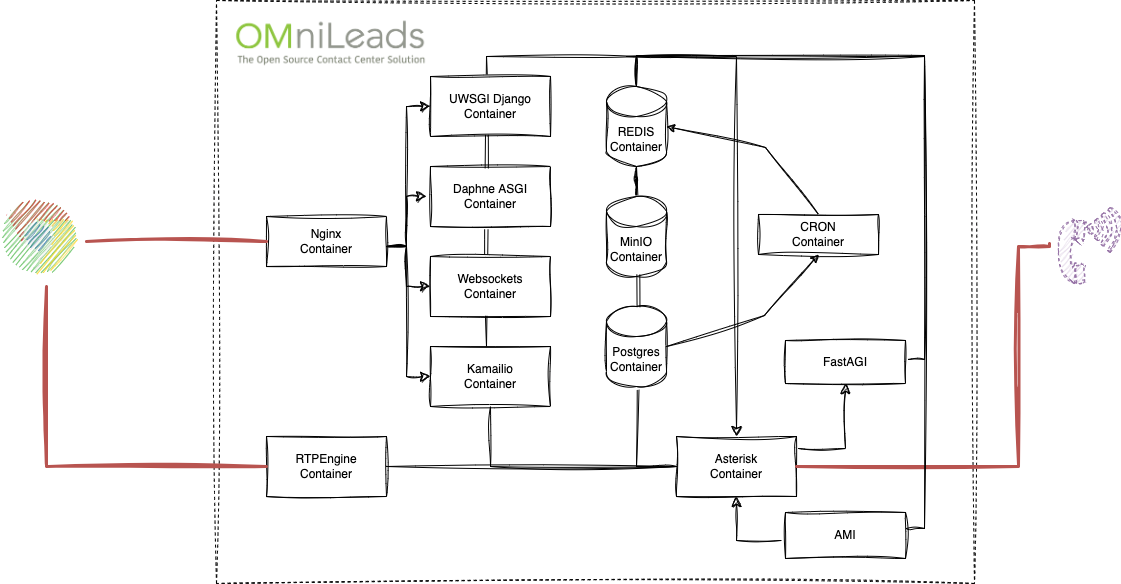 OMniLeads
The Open Source Contact Center Solution
UWSGI Django
Container
Daphne ASGI
Container
Nginx
Container
Websockets
Container
Kamailio
Container
RTPEngine
Container
REDIS
Container
MinIO
Container
Postgres
Container
CRON
Container
FastAGI
Asterisk
Container
AMI